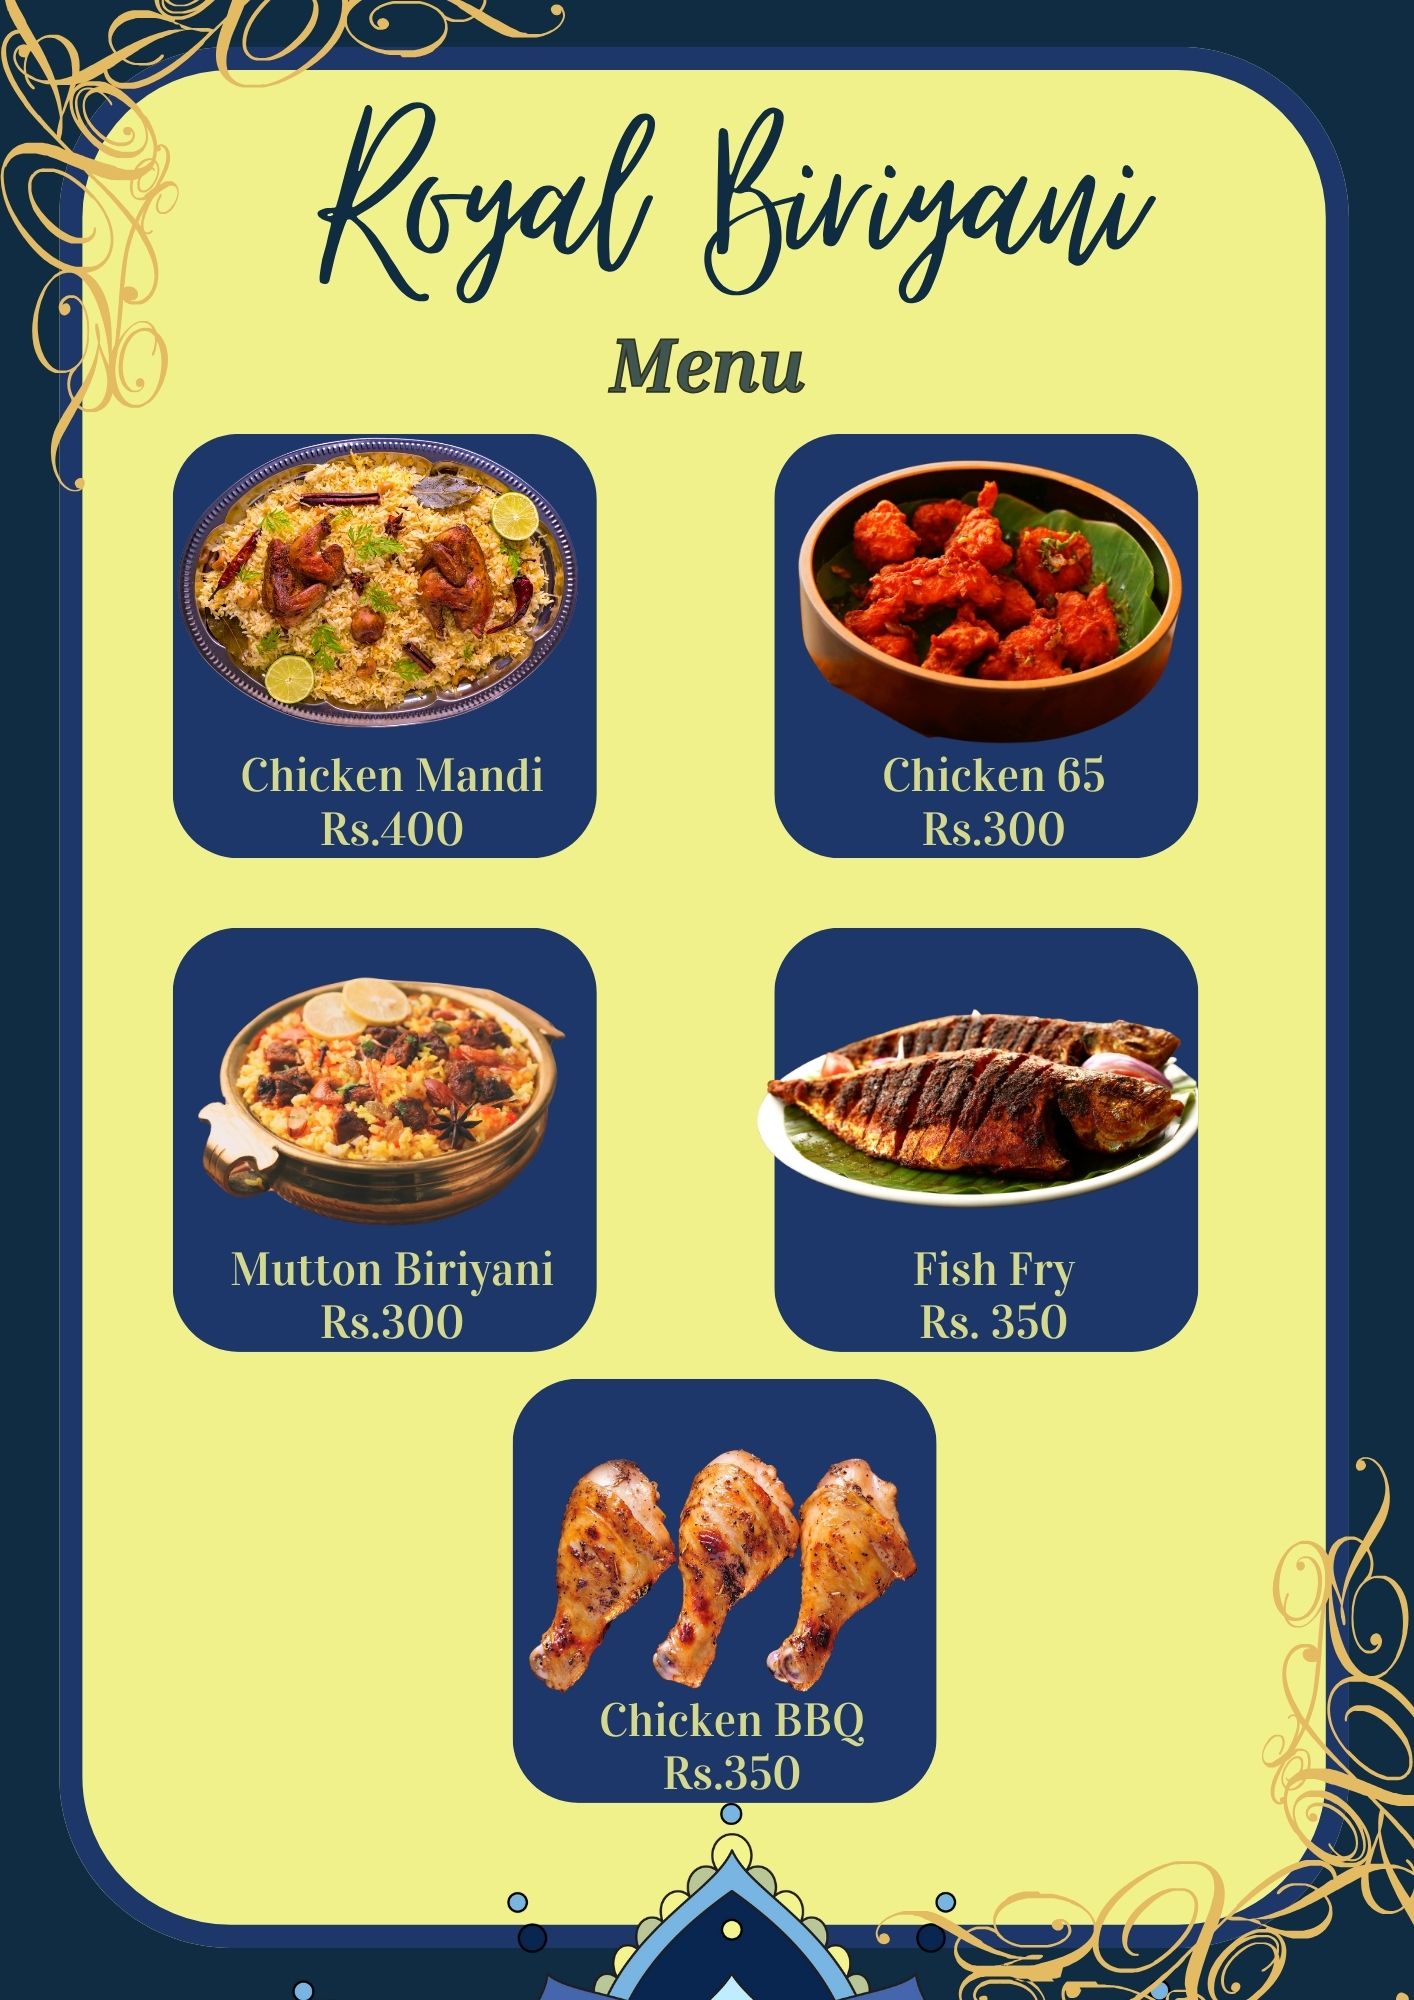 Royal Biriyani
Menu
Chicken Mandi
Rs.400
Chicken 65
Rs.300
Mutton Biriyani
Rs.300
Fish Fry
Rs. 350
Chicken BBQ
Rs.350